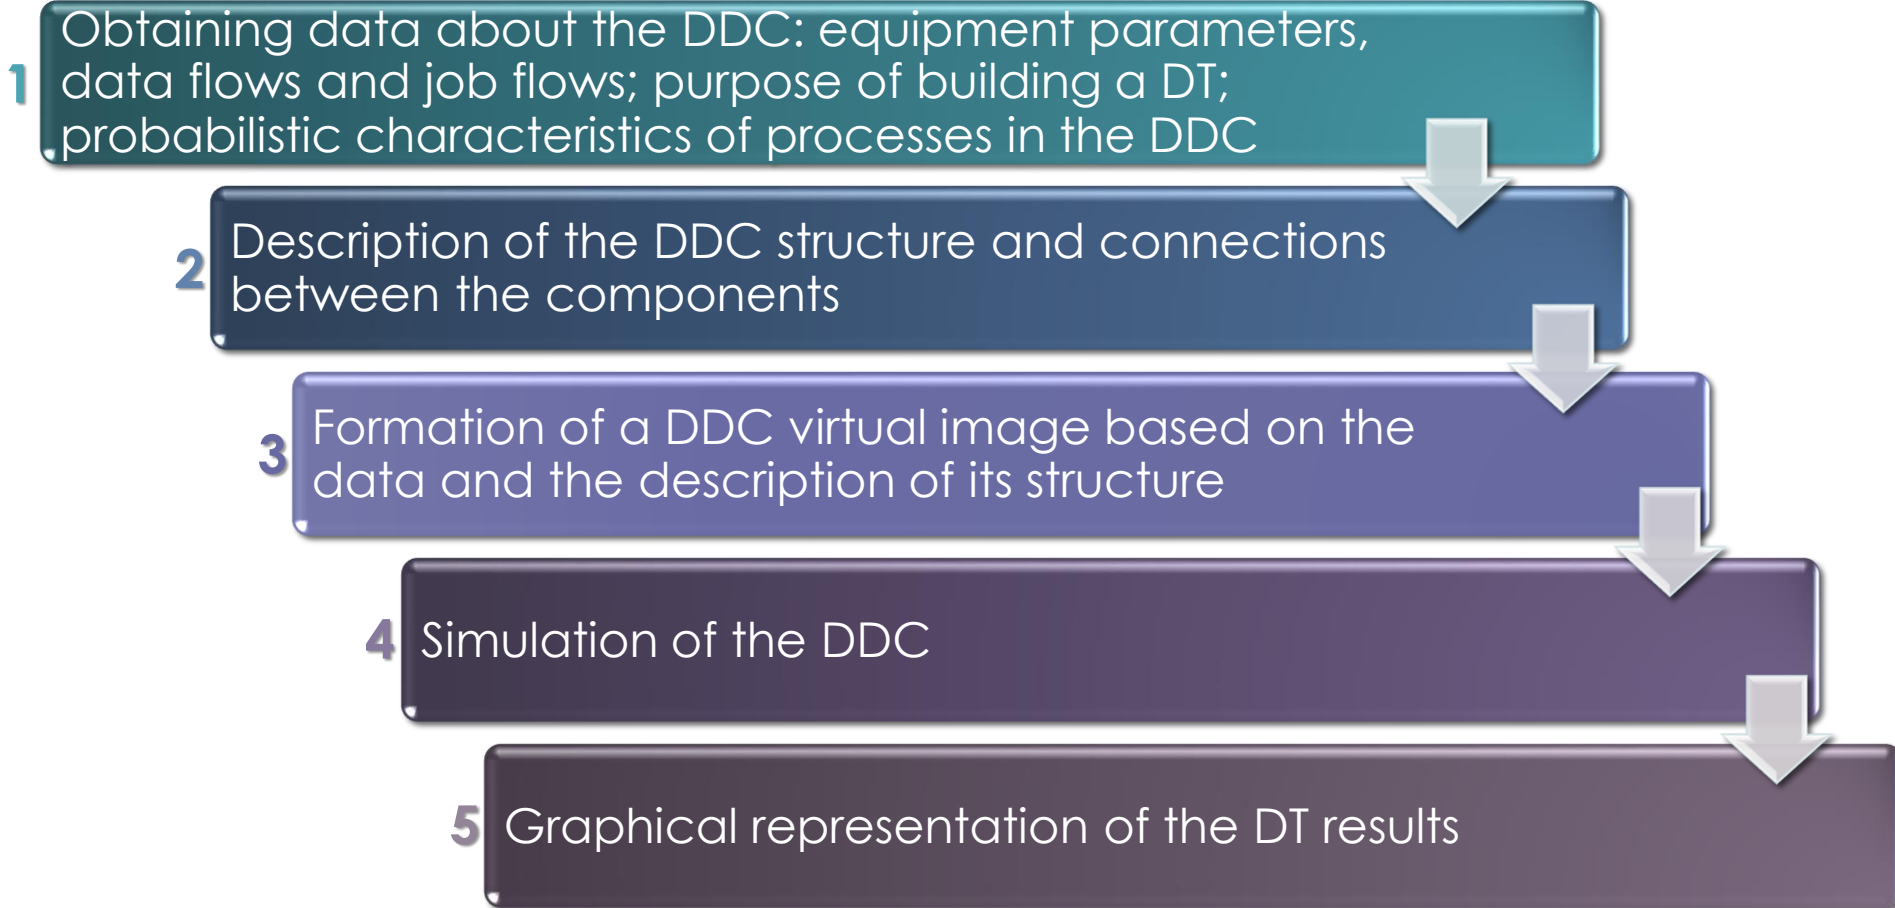 1
Obtaining data about the DDC: equipment parameters,
data flows and job flows; purpose of building a DT;
probabilistic characteristics of processes in the DDC
2
Description of the DDC structure and connections
between the components
3
Formation of a DDC virtual image based on the
data and the description of its structure
4
Simulation of the DDC
5
Graphical representation of the DT results